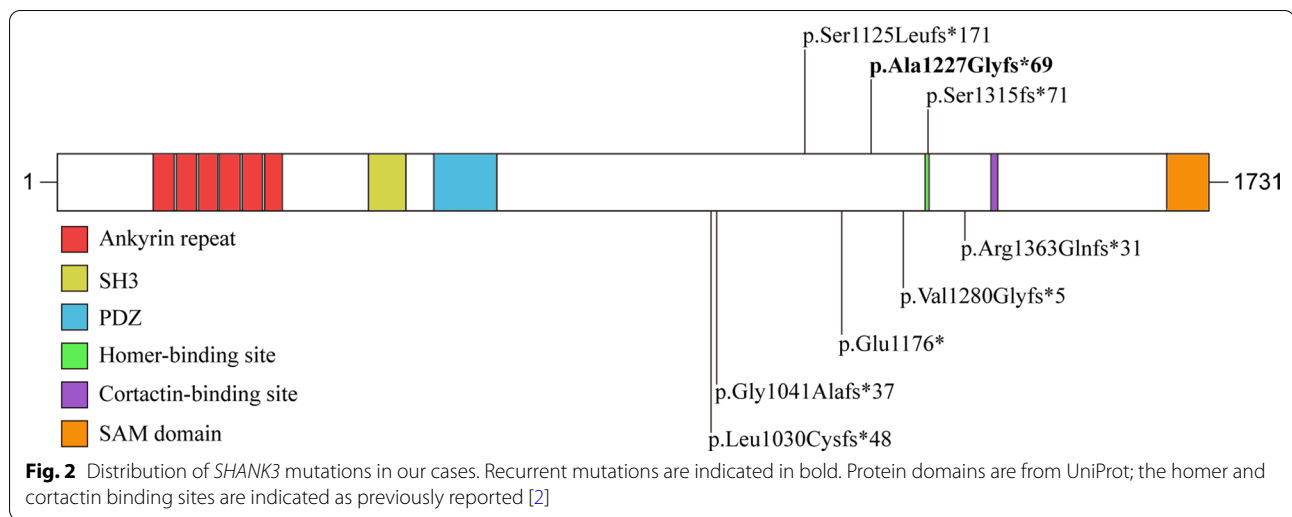 p.Ser1125Leufs*171
p.Ala1227Glyfs*69
p.Ser1315fs*71
1
1731
Ankyrin repeat
SH3
PDZ
Homer-binding site
Cortactin-binding site
SAM domain
p.Arg1363Glnfs*31
p.Val1280Glyfs*5
p.Glu1176*
p.Gly1041Alafs*37
p.Leu1030Cysfs*48
Fig. 2 Distribution of SHANK3 mutations in our cases. Recurrent mutations are indicated in bold. Protein domains are from UniProt; the homer and
cortactin binding sites are indicated as previously reported [2]